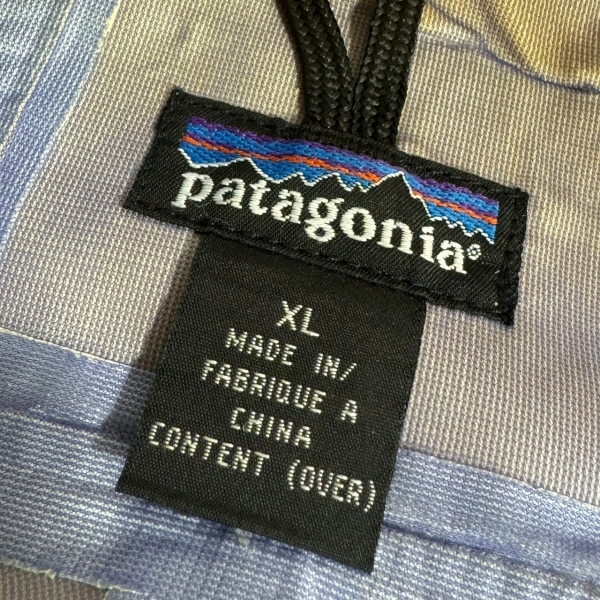 patagonia®
XL
MADE IN/
FABRIQUE A
CHINA
CONTENT (OVER)